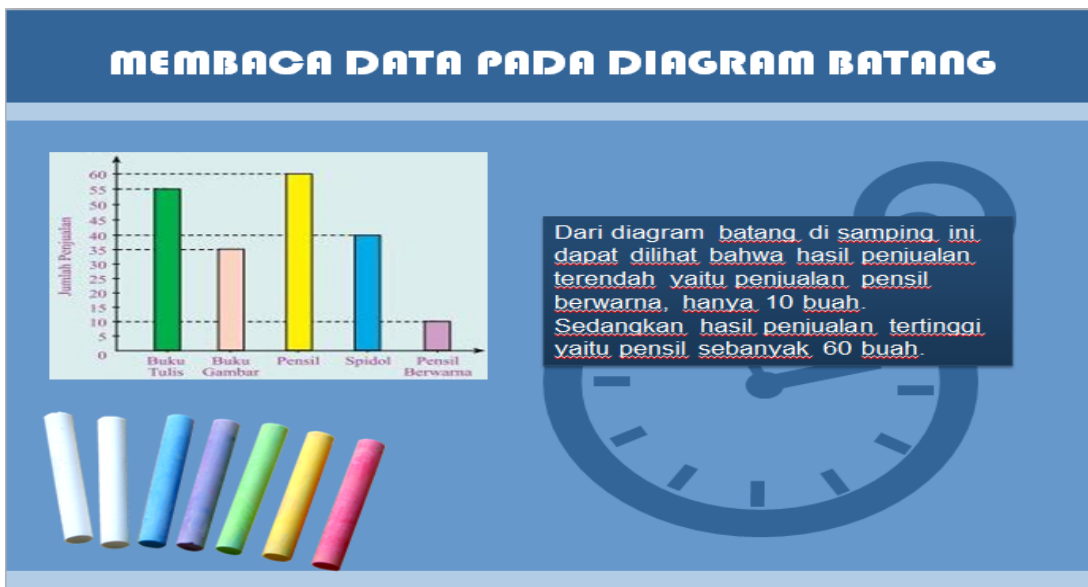 MEMBACA DATA PADA DIAGRAM BATANG
Jumlah Penjualan
60
55
50
45
40
35
30
25
20
15
10
5
0
Buku Tulis
Buku Gambar
Pensil
Spidol
Pensil Berwarna
Dari diagram batang di samping ini
dapat dilihat bahwa hasil penjualan
terendah yaitu penjualan pensil
berwarna, hanya 10 buah.
Sedangkan hasil penjualan tertinggi
yaitu pensil sebanyak 60 buah.